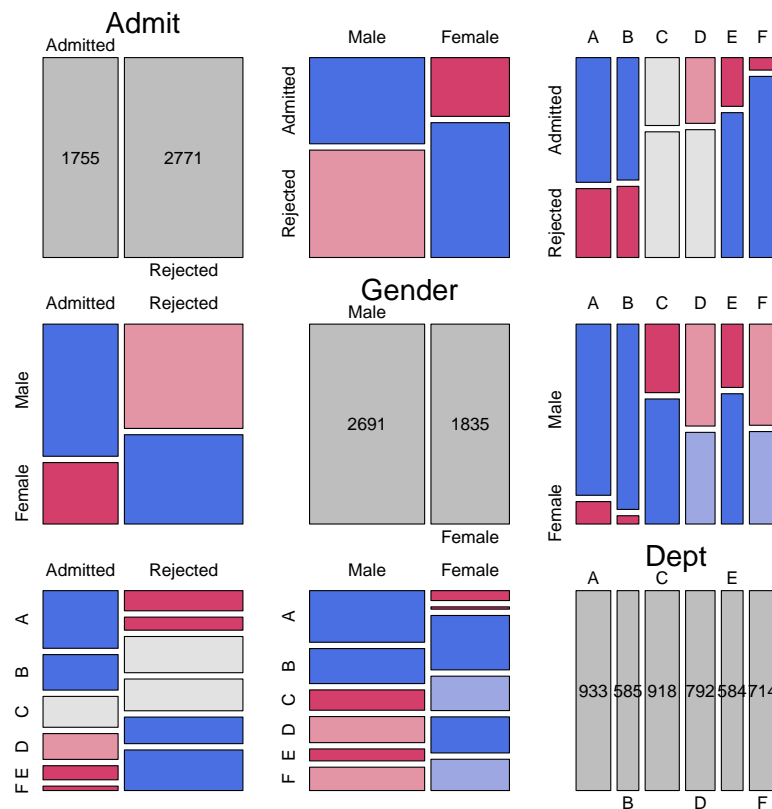 Admit
Admitted
1755 2771
Rejected
Male Female
Admitted
Rejected
A B C D E F
Admitted
Rejected
Admitted Rejected
Male
Female
Gender
Male
2691 1835
Female
A B C D E F
Male
Female
Admitted Rejected
A
B
C
D
E
F
Male Female
A
B
C
D
E
F
Dept
A C E
933 585 918 792 584 714
B D F